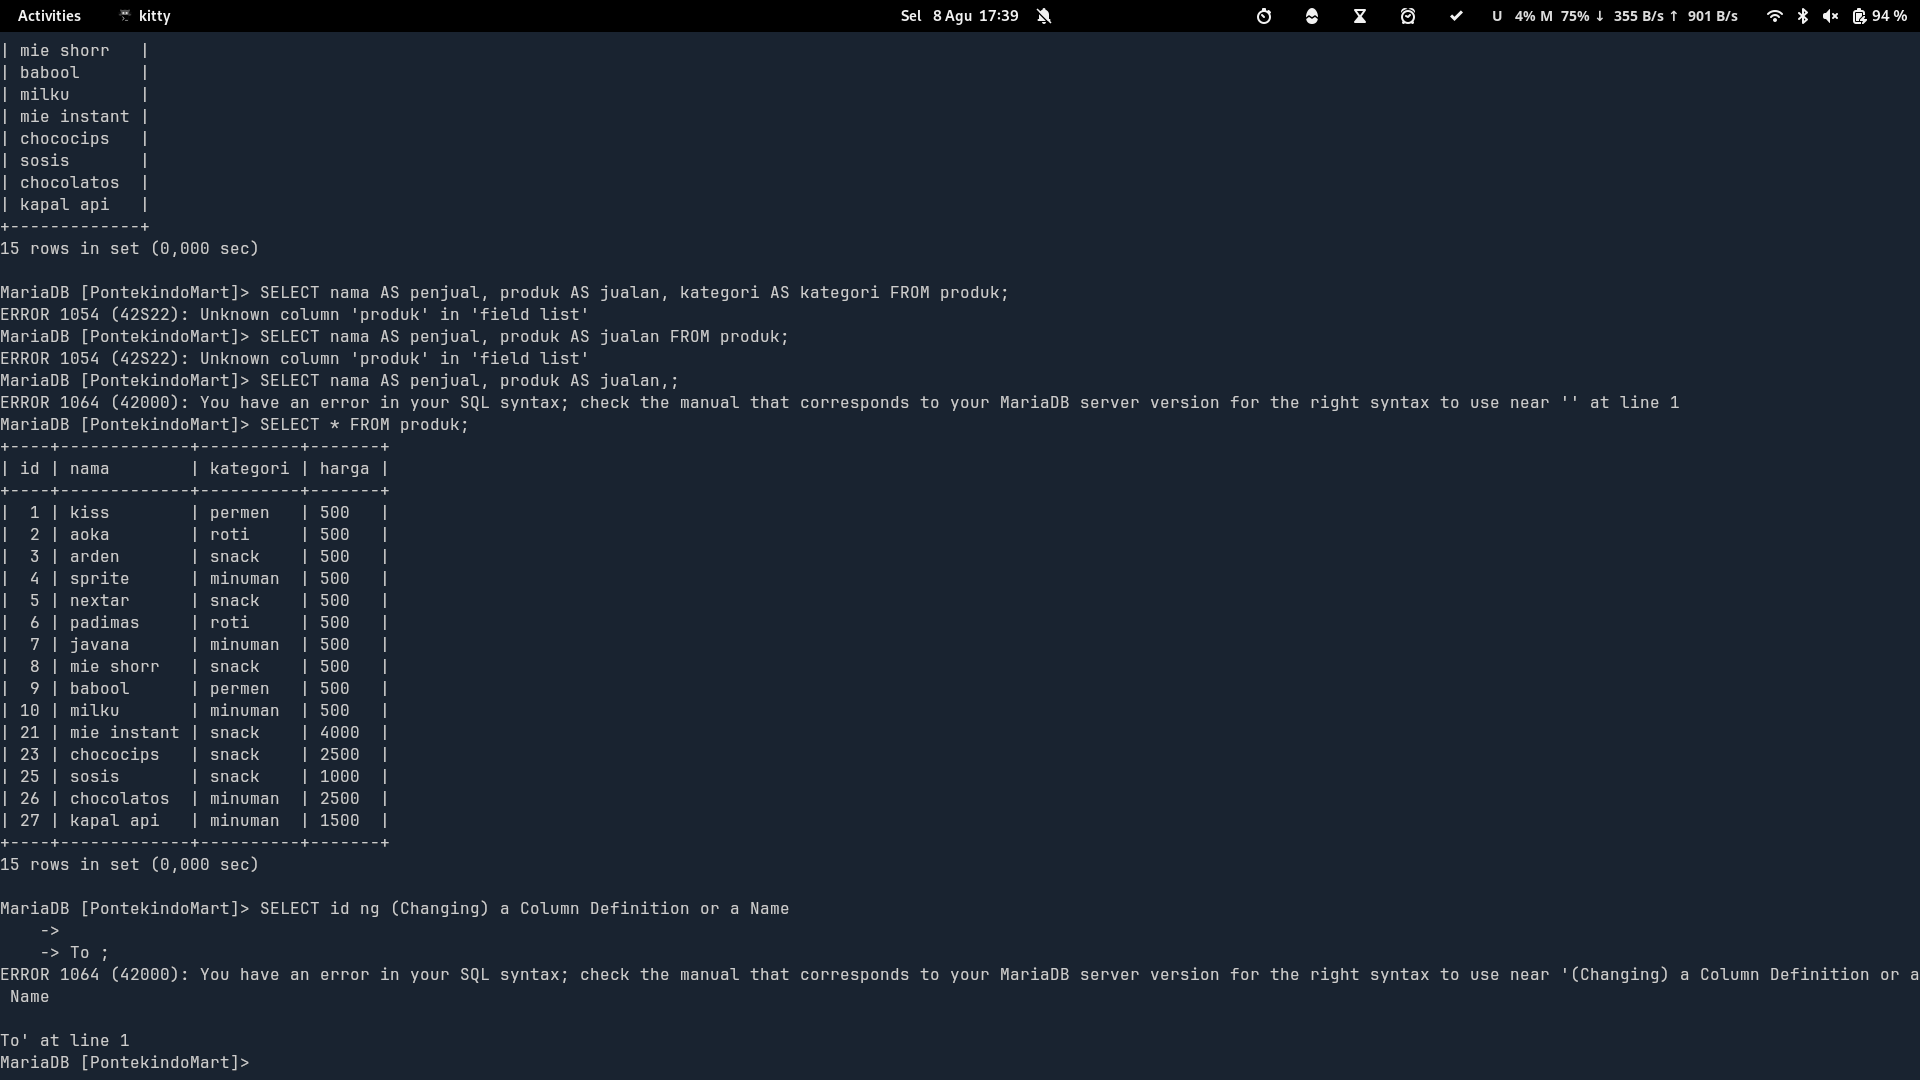 Activities kitty Sel 8 Agu 17:39 U 4% M 75% ↓ 355 B/s ↑ 901 B/s 94 %
| mie shorr   |
| babool      |
| milku       |
| mie instant |
| chococips   |
| sosis       |
| chocolatos  |
| kapal api   |
+-------------+
15 rows in set (0,000 sec)
MariaDB [PontekindoMart]> SELECT nama AS penjual, produk AS jualan, kategori AS kategori FROM produk;
ERROR 1054 (42S22): Unknown column 'produk' in 'field list'
MariaDB [PontekindoMart]> SELECT nama AS penjual, produk AS jualan FROM produk;
ERROR 1054 (42S22): Unknown column 'produk' in 'field list'
MariaDB [PontekindoMart]> SELECT nama AS penjual, produk AS jualan,;
ERROR 1064 (42000): You have an error in your SQL syntax; check the manual that corresponds to your MariaDB server version for the right syntax to use near '' at line 1
MariaDB [PontekindoMart]> SELECT * FROM produk;
+----+-------------+----------+-------+
| id | nama        | kategori | harga |
+----+-------------+----------+-------+
|  1 | kiss        | permen   | 500   |
|  2 | aoka        | roti     | 500   |
|  3 | arden       | snack    | 500   |
|  4 | sprite      | minuman  | 500   |
|  5 | nextar      | snack    | 500   |
|  6 | padimas     | roti     | 500   |
|  7 | javana      | minuman  | 500   |
|  8 | mie shorr   | snack    | 500   |
|  9 | babool      | permen   | 500   |
| 10 | milku       | minuman  | 500   |
| 21 | mie instant | snack    | 4000  |
| 23 | chococips   | snack    | 2500  |
| 25 | sosis       | snack    | 1000  |
| 26 | chocolatos  | minuman  | 2500  |
| 27 | kapal api   | minuman  | 1500  |
+----+-------------+----------+-------+
15 rows in set (0,000 sec)
MariaDB [PontekindoMart]> SELECT id ng (Changing) a Column Definition or a Name
    ->
    -> To ;
ERROR 1064 (42000): You have an error in your SQL syntax; check the manual that corresponds to your MariaDB server version for the right syntax to use near '(Changing) a Column Definition or a
 Name
To' at line 1
MariaDB [PontekindoMart]>